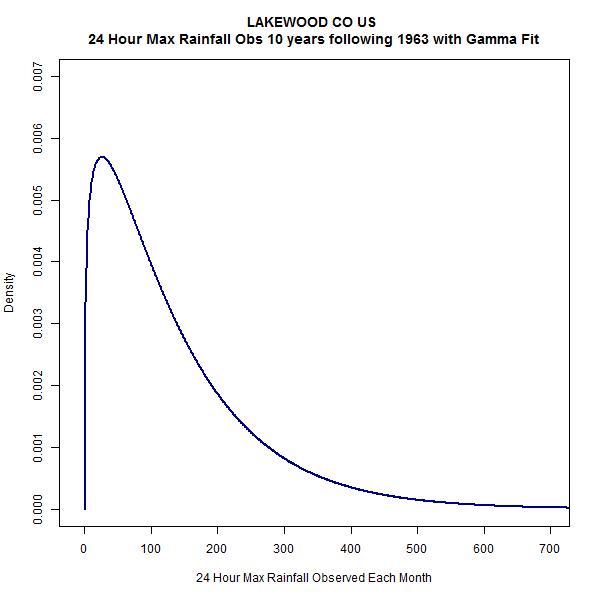 LAKEWOOD CO US
24 Hour Max Rainfall Obs 10 years following 1963 with Gamma Fit
0.007
0.006
0.005
0.004
0.003
0.002
0.001
0.000
Density
0 100 200 300 400 500 600 700
24 Hour Max Rainfall Observed Each Month